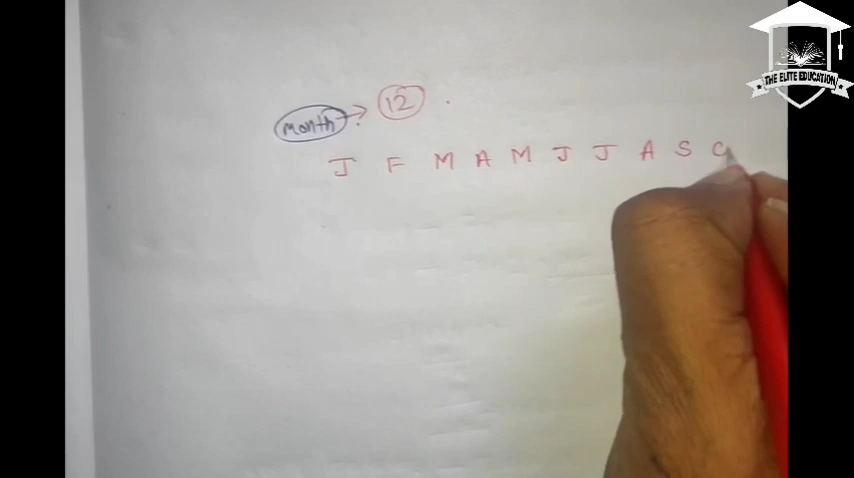 THE ELITE EDUCATION
month → 12
J F M A M J J A S O